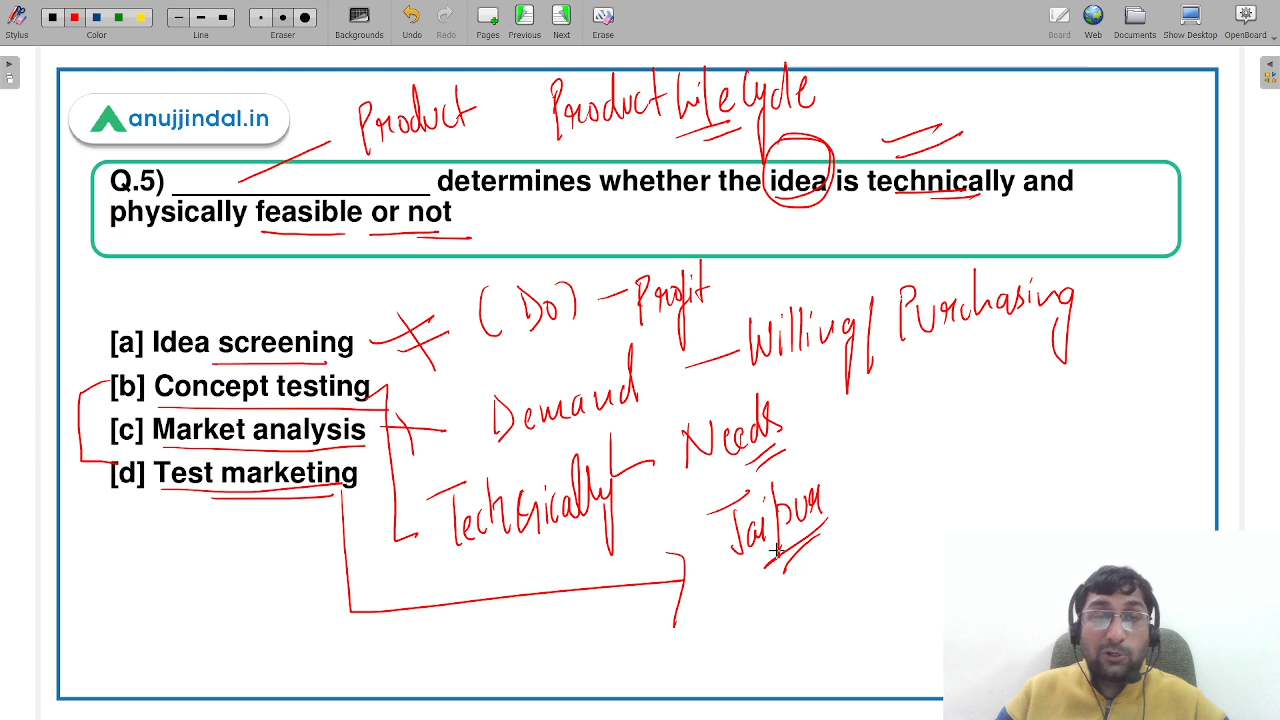 Stylus
Color
Line
Eraser
Backgrounds
Undo
Redo
Pages
Previous
Next
Erase
Board
Web
Documents
Show Desktop
OpenBoard
Product Product Life Cycle
anujjindal.in
Q.5) _________________ determines whether the idea is technically and
physically feasible or not
(Do) - Profit
[a] Idea screening
Demand - Willing/ Purchasing
[b] Concept testing
[c] Market analysis
Needs
[d] Test marketing
Technically
Jaipur